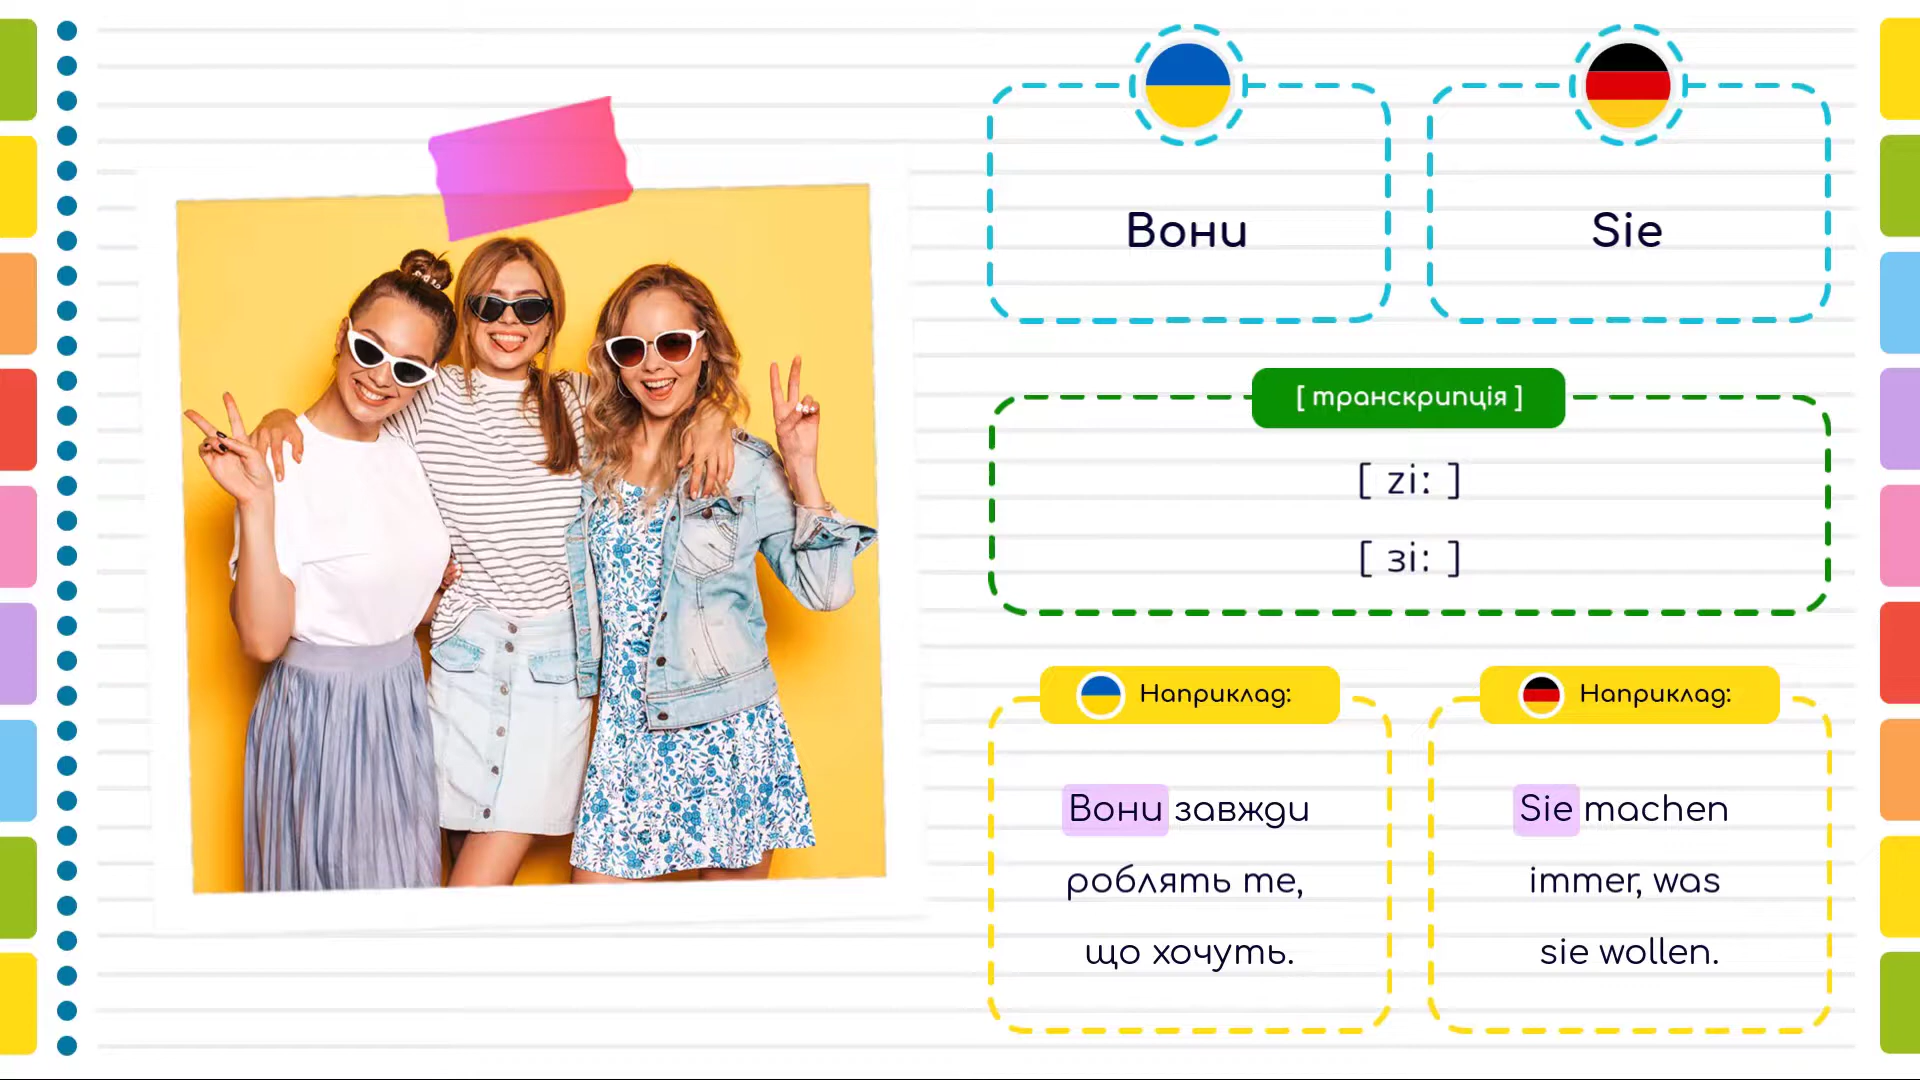 Вони
Sie
[ транскрипція ]
[ zi: ]
[ зі: ]
Наприклад:
Вони завжди
роблять те,
що хочуть.
Наприклад:
Sie machen
immer, was
sie wollen.